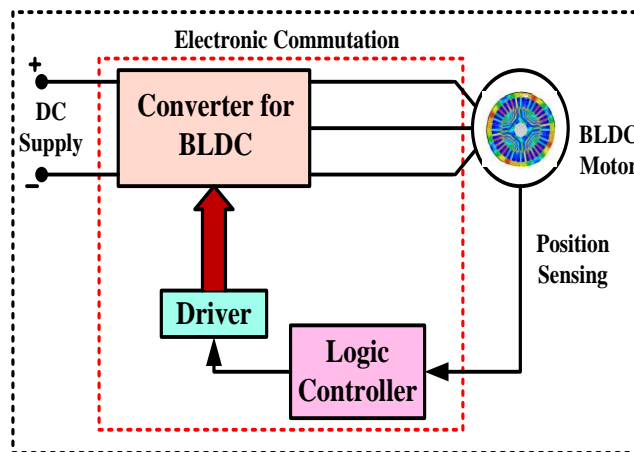 Electronic Commutation
+
DC
Supply
–
Converter for
BLDC
BLDC
Motor
Position
Sensing
Driver
Logic
Controller